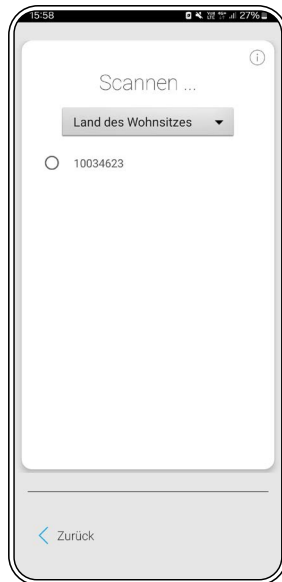 15:58
27%
Scannen ...
Land des Wohnsitzes
10034623
Zurück